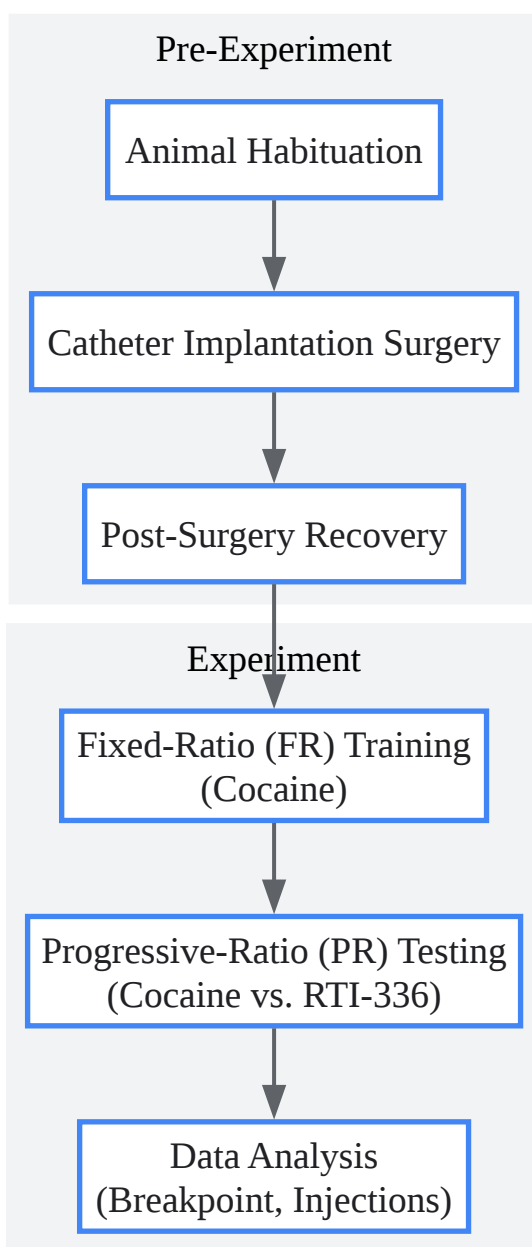 Pre-Experiment
Animal Habituation
Catheter Implantation Surgery
Post-Surgery Recovery
Experiment
Fixed-Ratio (FR) Training
(Cocaine)
Progressive-Ratio (PR) Testing
(Cocaine vs. RTI-336)
Data Analysis
(Breakpoint, Injections)